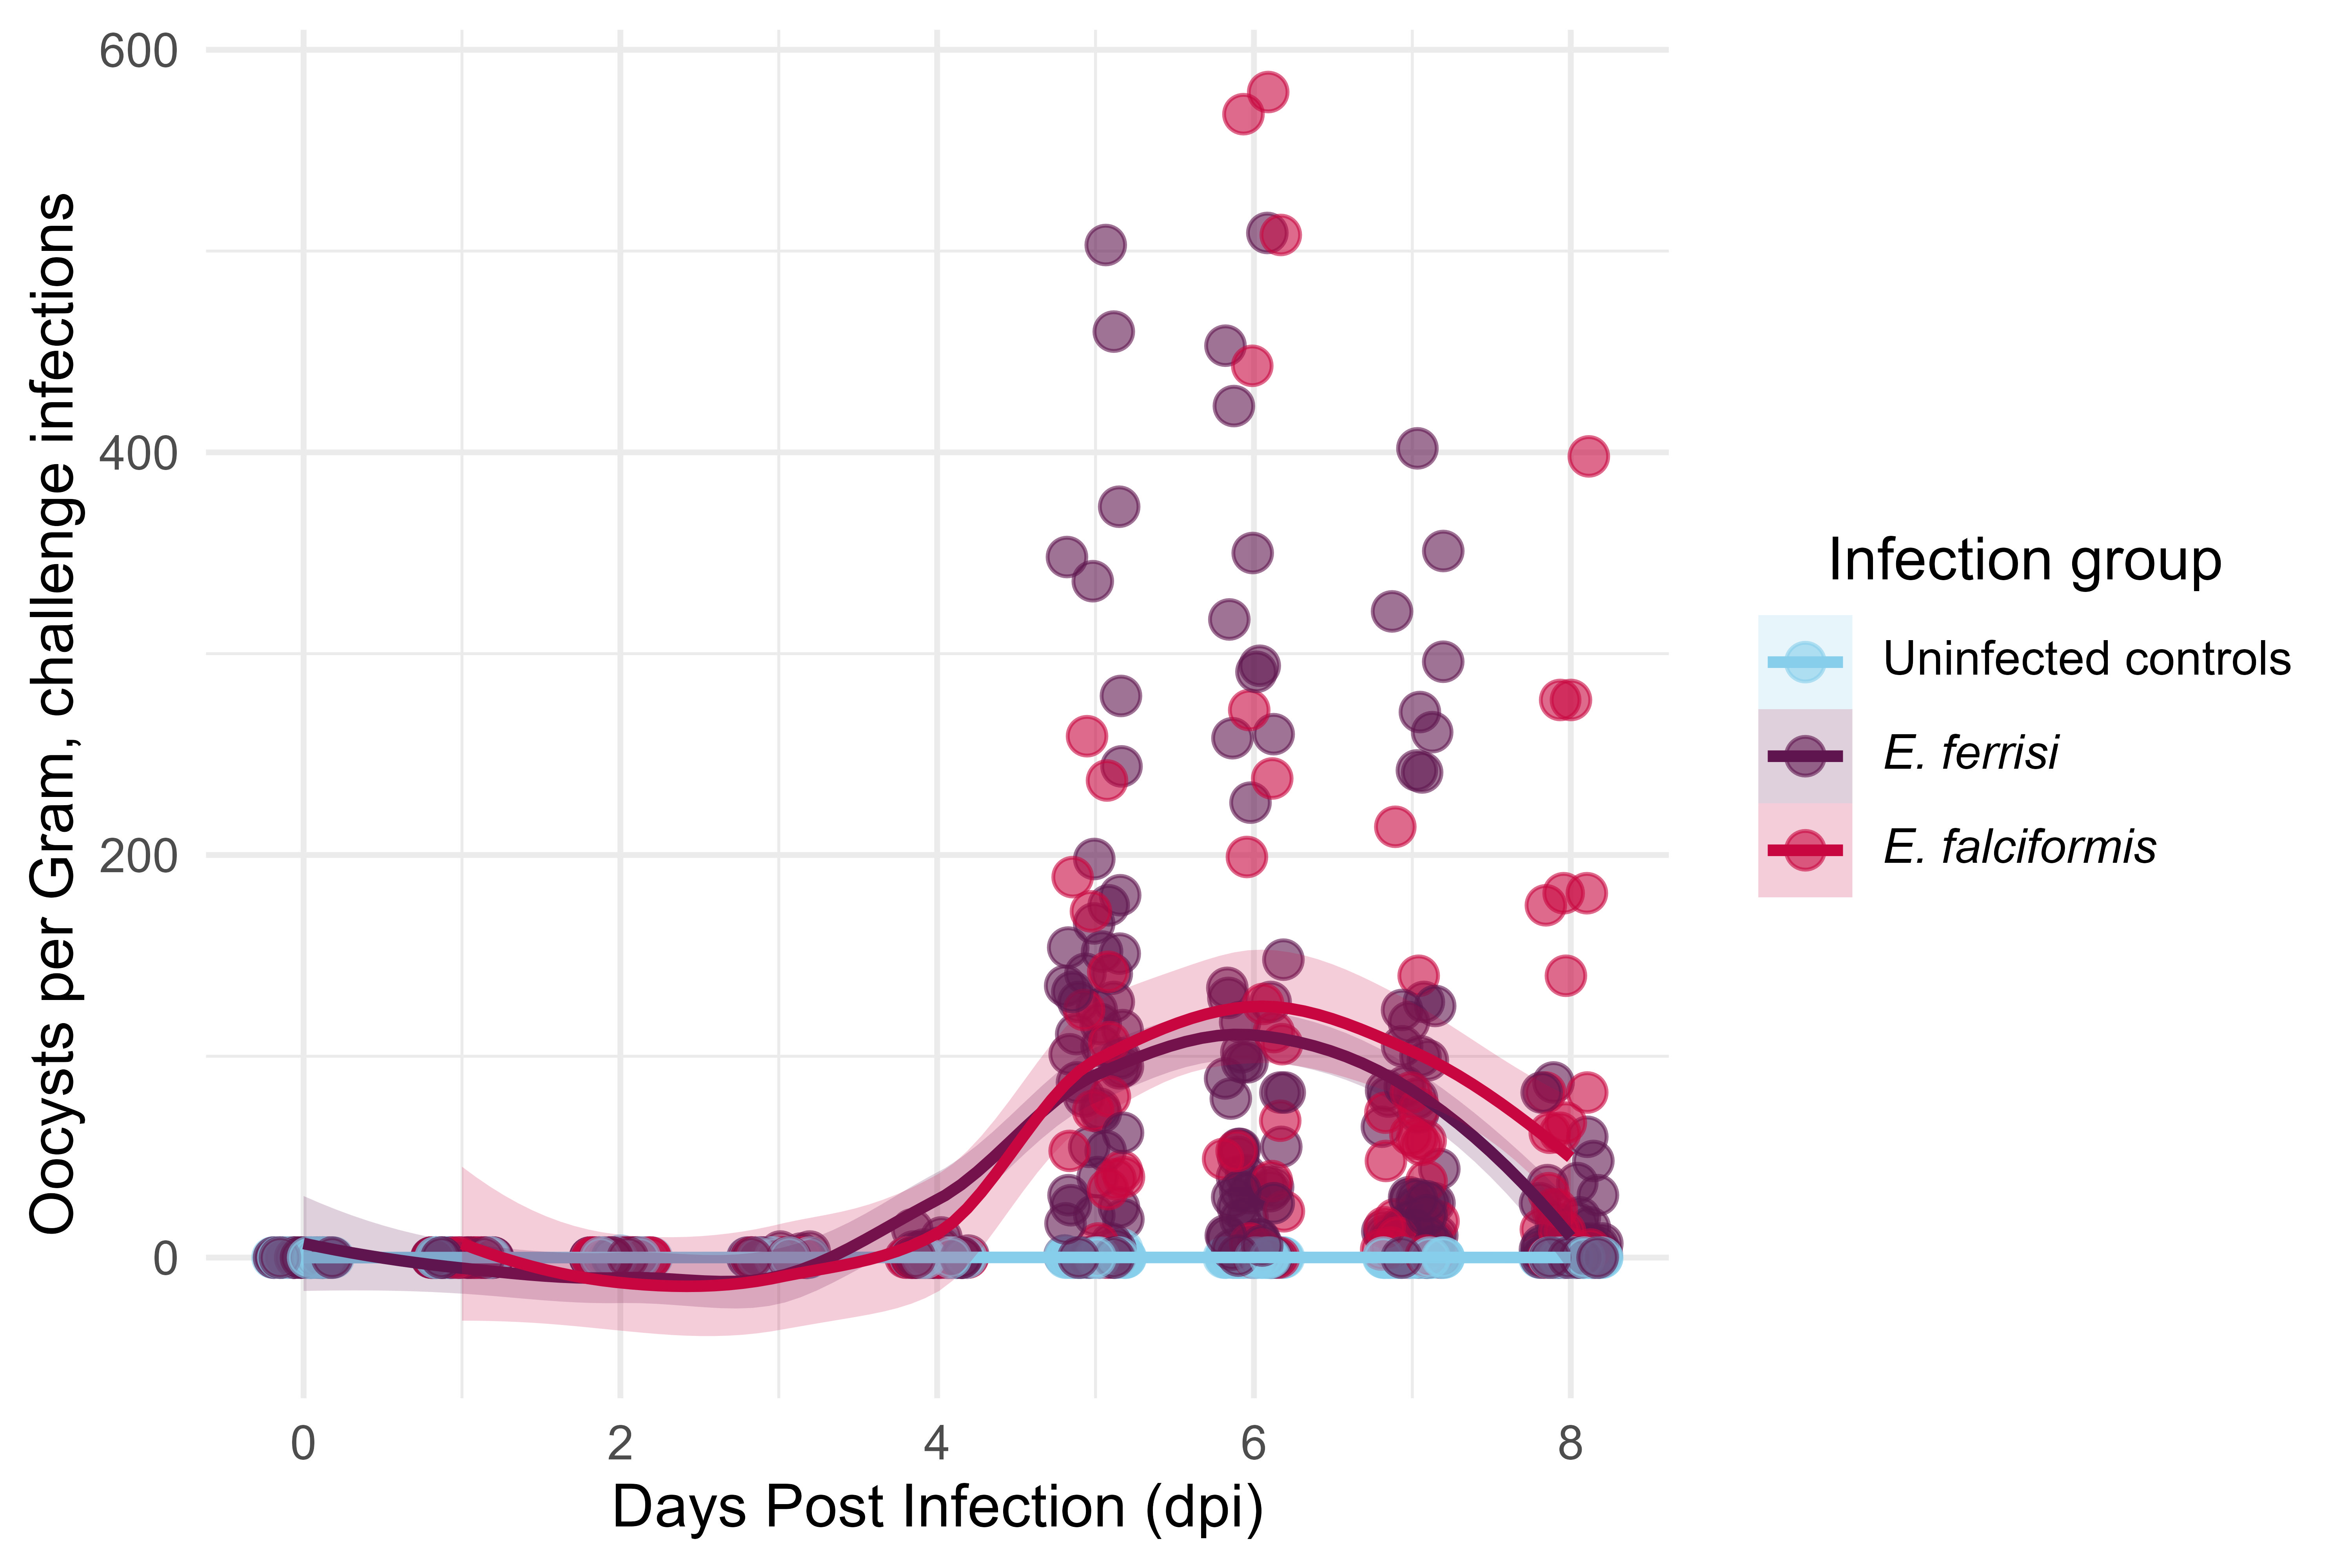 Oocysts per Gram, challenge infections
600
400
200
0
0 2 4 6 8
Days Post Infection (dpi)
Infection group
Uninfected controls
E. ferrisi
E. falciformis